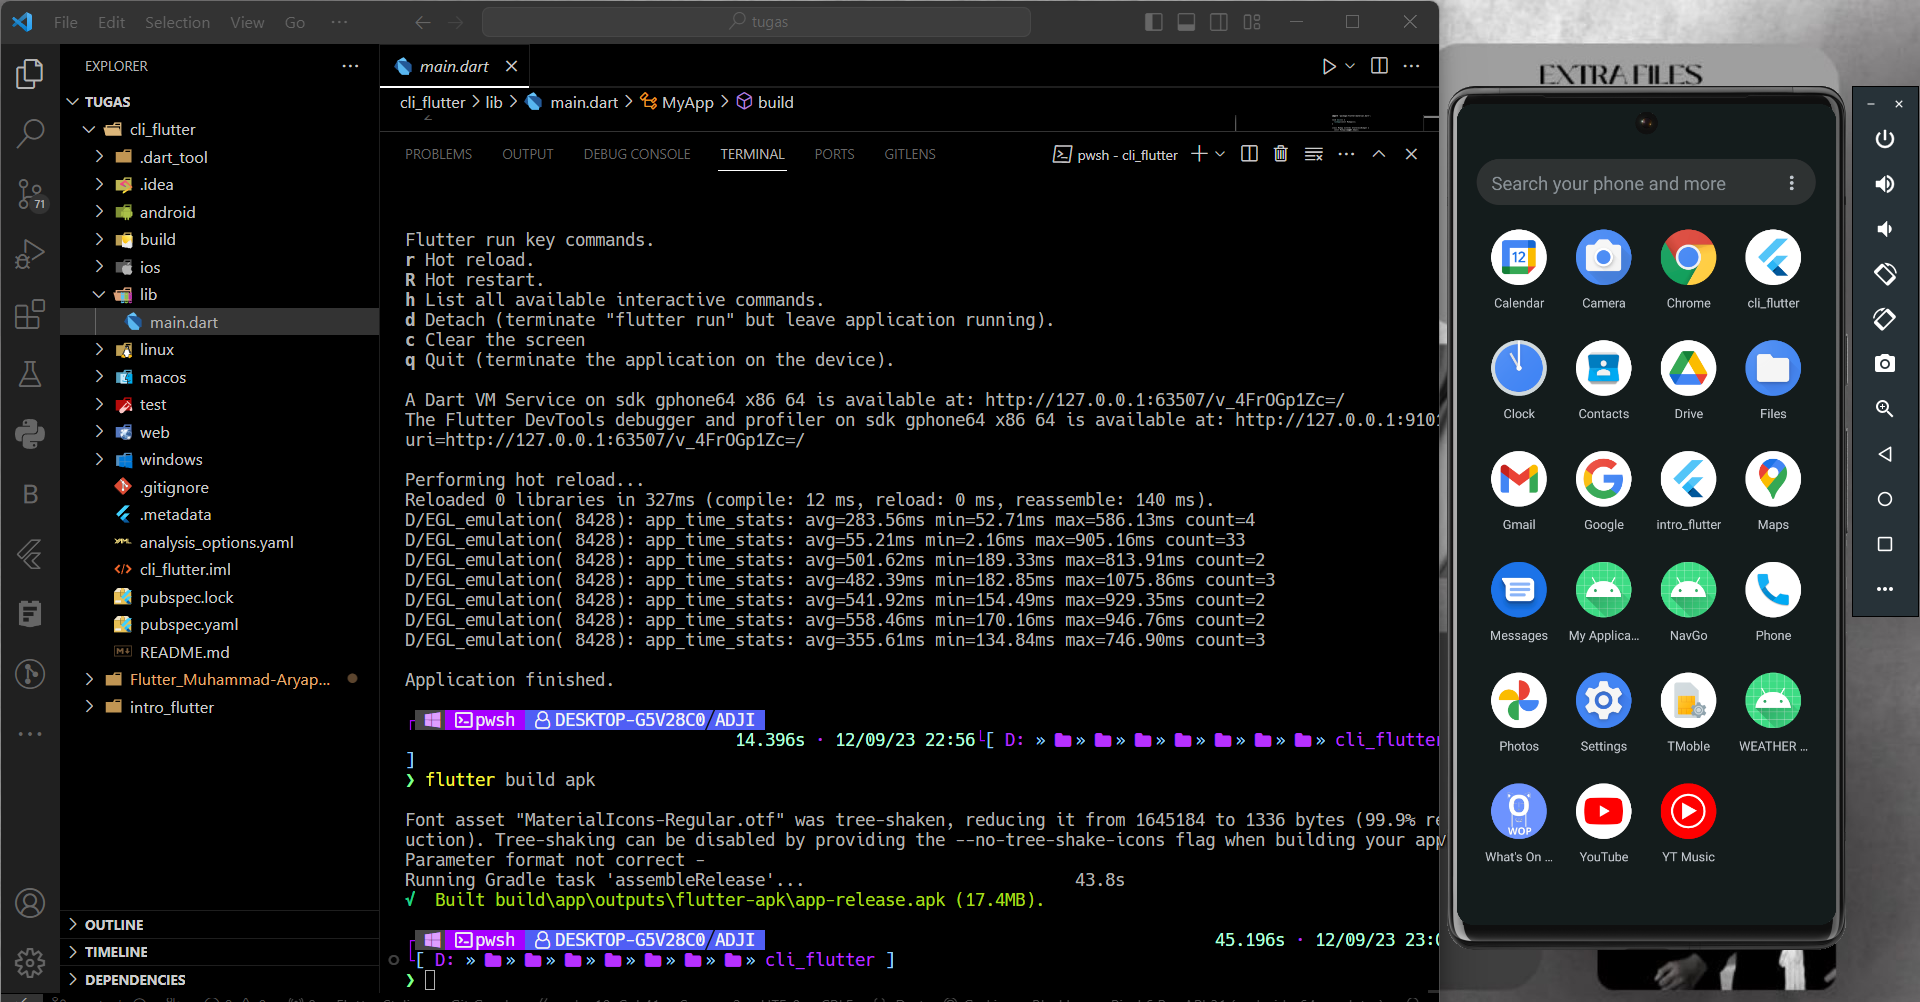 File Edit Selection View Go ··· tugas
EXPLORER ···
TUGAS
cli_flutter
.dart_tool
.idea
android
build
ios
lib
main.dart
linux
macos
test
web
windows
.gitignore
.metadata
analysis_options.yaml
cli_flutter.iml
pubspec.lock
pubspec.yaml
README.md
Flutter_Muhammad-Aryap...
intro_flutter
OUTLINE
TIMELINE
DEPENDENCIES
71
B
main.dart
cli_flutter > lib > main.dart > MyApp > build
2
PROBLEMS OUTPUT DEBUG CONSOLE TERMINAL PORTS GITLENS pwsh - cli_flutter
Flutter run key commands.
r Hot reload.
R Hot restart.
h List all available interactive commands.
d Detach (terminate "flutter run" but leave application running).
c Clear the screen
q Quit (terminate the application on the device).
A Dart VM Service on sdk gphone64 x86 64 is available at: http://127.0.0.1:63507/v_4FrOGp1Zc=/
The Flutter DevTools debugger and profiler on sdk gphone64 x86 64 is available at: http://127.0.0.1:9101
uri=http://127.0.0.1:63507/v_4FrOGp1Zc=/
Performing hot reload...
Reloaded 0 libraries in 327ms (compile: 12 ms, reload: 0 ms, reassemble: 140 ms).
D/EGL_emulation( 8428): app_time_stats: avg=283.56ms min=52.71ms max=586.13ms count=4
D/EGL_emulation( 8428): app_time_stats: avg=55.21ms min=2.16ms max=905.16ms count=33
D/EGL_emulation( 8428): app_time_stats: avg=501.62ms min=189.33ms max=813.91ms count=2
D/EGL_emulation( 8428): app_time_stats: avg=482.39ms min=182.85ms max=1075.86ms count=3
D/EGL_emulation( 8428): app_time_stats: avg=541.92ms min=154.49ms max=929.35ms count=2
D/EGL_emulation( 8428): app_time_stats: avg=558.46ms min=170.16ms max=946.76ms count=2
D/EGL_emulation( 8428): app_time_stats: avg=355.61ms min=134.84ms max=746.90ms count=3
Application finished.
pwsh DESKTOP-G5V28C0/ADJI
14.396s · 12/09/23 22:56 [ D: » » » » » » » » cli_flutter
]
❯ flutter build apk
Font asset "MaterialIcons-Regular.otf" was tree-shaken, reducing it from 1645184 to 1336 bytes (99.9% re
uction). Tree-shaking can be disabled by providing the --no-tree-shake-icons flag when building your app
Parameter format not correct -
Running Gradle task 'assembleRelease'... 43.8s
√ Built build\app\outputs\flutter-apk\app-release.apk (17.4MB).
pwsh DESKTOP-G5V28C0/ADJI
45.196s · 12/09/23 23:0
[ D: » » » » » » » » cli_flutter ]
❯
EXTRA FILES
Search your phone and more
12
Calendar Camera Chrome cli_flutter
Clock Contacts Drive Files
Gmail Google intro_flutter Maps
Messages My Applica... NavGo Phone
Photos Settings TMoble WEATHER ...
WOP
What's On ... YouTube YT Music